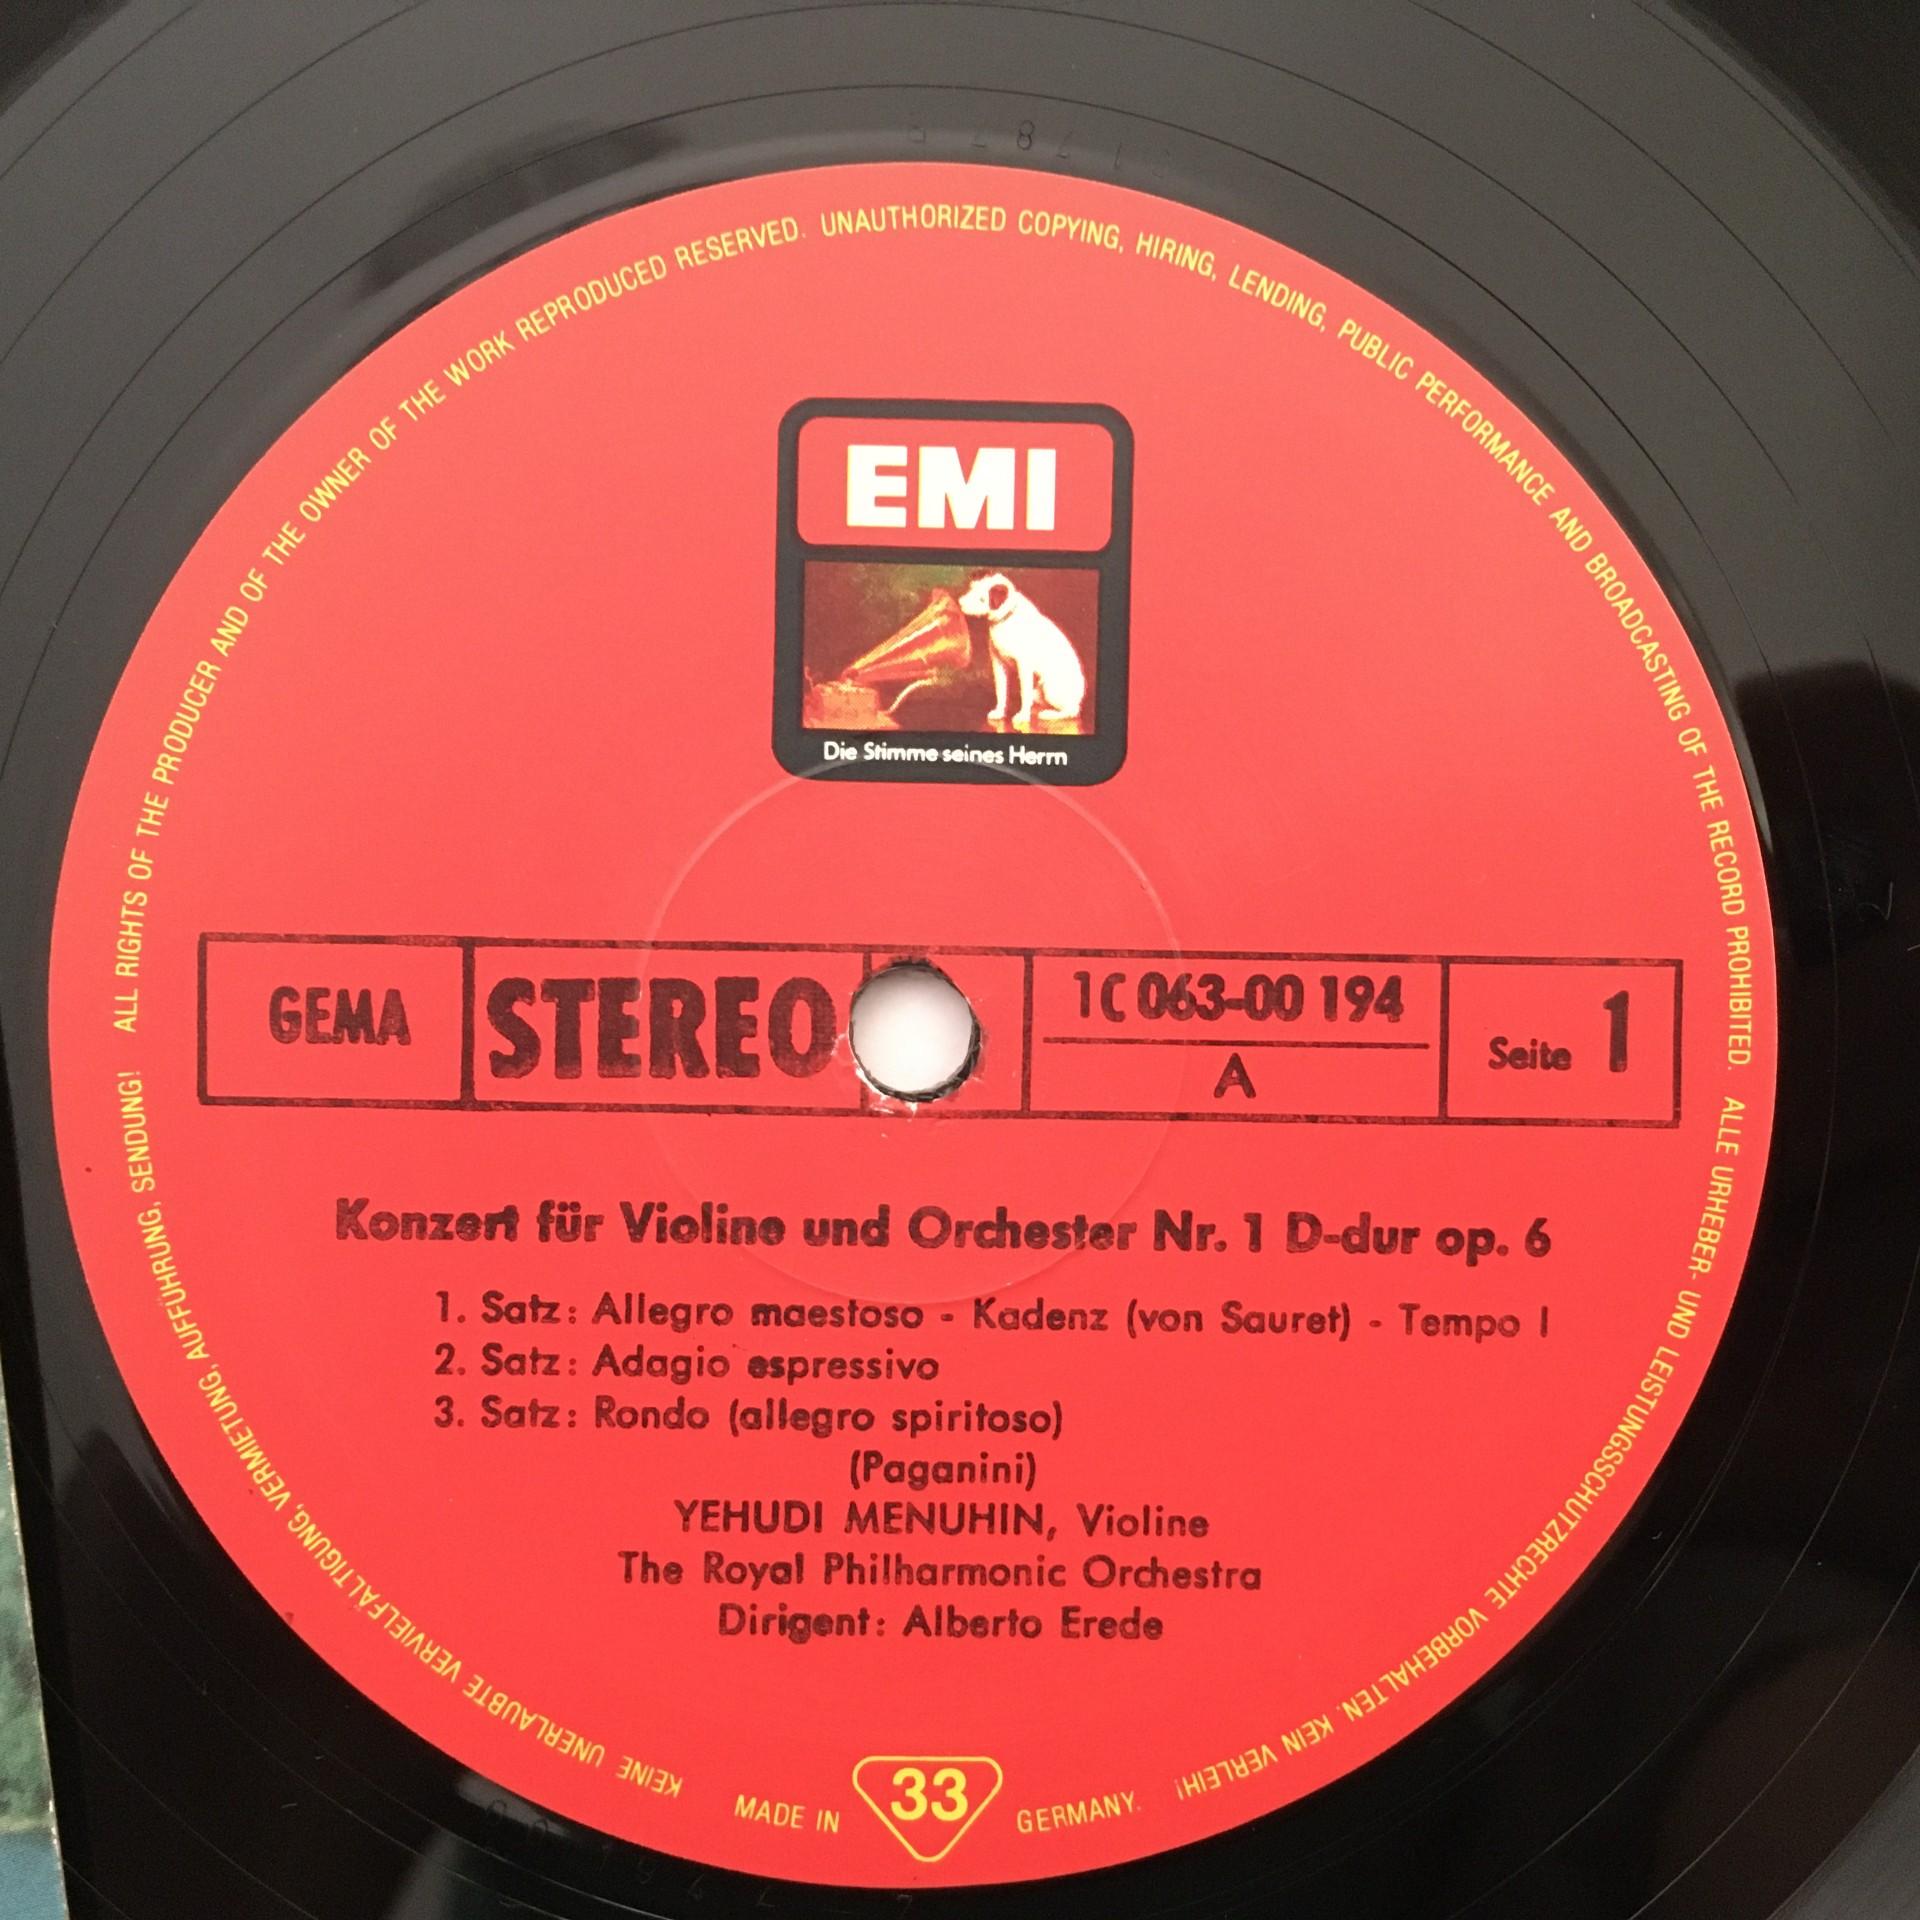 ALL RIGHTS OF THE PRODUCER AND OF THE OWNER OF THE WORK REPRODUCED RESERVED. UNAUTHORIZED COPYING, HIRING, LENDING, PUBLIC PERFORMANCE AND BROADCASTING OF THE RECORD PROHIBITED.
ALLE URHEBER- UND LEISTUNGSSCHUTZRECHTE VORBEHALTEN. KEIN VERLEIH!
KEINE UNERLAUBTE VERVIELFÄLTIGUNG, VERMIETUNG, AUFFÜHRUNG, SENDUNG!
EMI
Die Stimme seines Herrn
GEMA
STEREO
1C 063-00 194
A
Seite 1
Konzert für Violine und Orchester Nr. 1 D-dur op. 6
1. Satz: Allegro maestoso - Kadenz (von Sauret) - Tempo I
2. Satz: Adagio espressivo
3. Satz: Rondo (allegro spiritoso)
(Paganini)
YEHUDI MENUHIN, Violine
The Royal Philharmonic Orchestra
Dirigent: Alberto Erede
MADE IN 33 GERMANY.